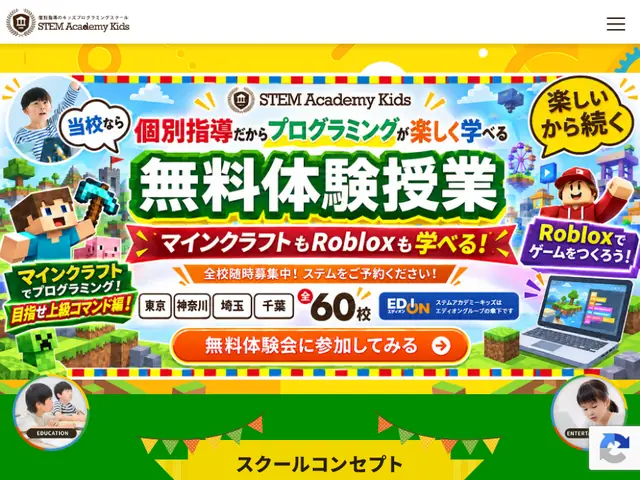 個別指導のキッズプログラミングスクール
STEM Academy Kids
STEM Academy Kids
当校なら
個別指導だからプログラミングが楽しく学べる
楽しい
から続く
無料体験授業
マインクラフトもRobloxも学べる!
マインクラフト
でプログラミング!
目指せ上級コマンド編!
Robloxで
ゲームをつくろう!
全校随時募集中! ステムをご予約ください!
東京 神奈川 埼玉 千葉 全60校
EDION エディオン
ステムアカデミーキッズは
エディオングループの傘下です
無料体験会に参加してみる
EDUCATION
スクールコンセプト